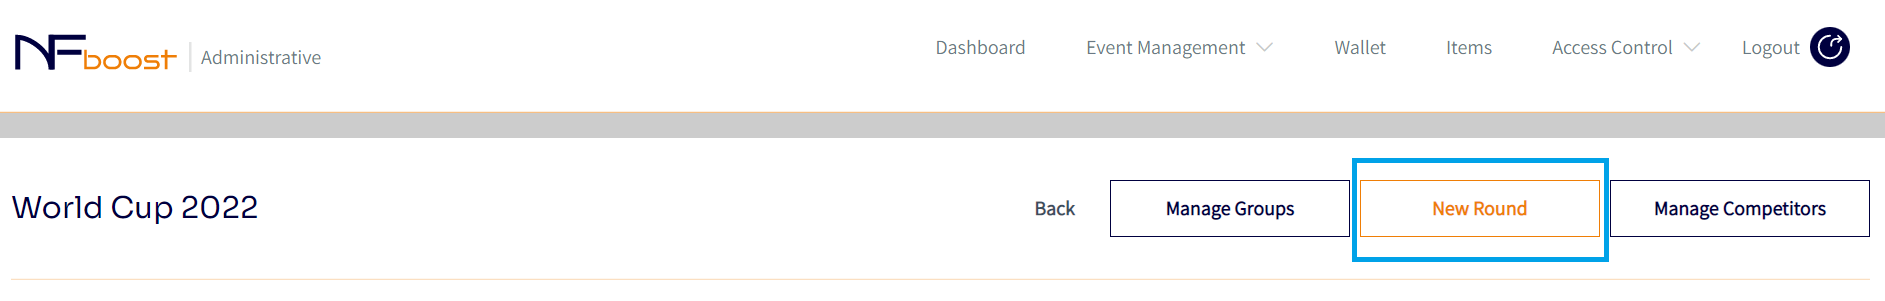 NFboost | Administrative
Dashboard Event Management Wallet Items Access Control Logout
World Cup 2022
Back Manage Groups New Round Manage Competitors